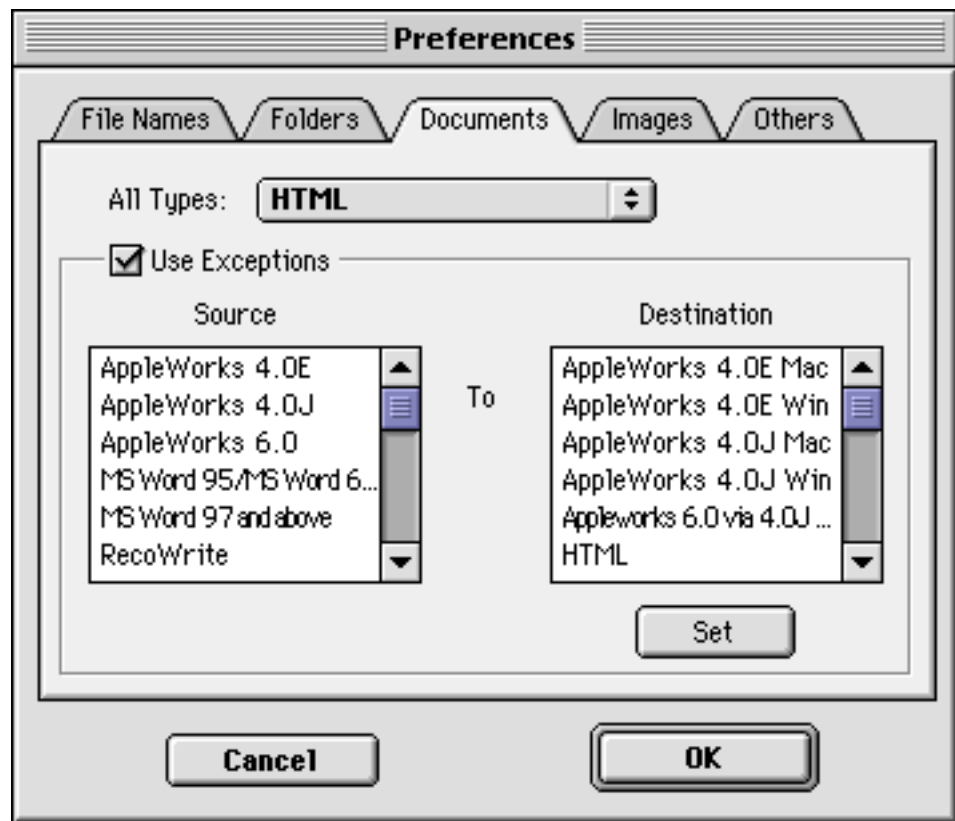 Preferences
File Names Folders Documents Images Others
All Types: HTML
Use Exceptions
Source Destination
AppleWorks 4.0E AppleWorks 4.0E Mac
AppleWorks 4.0J To AppleWorks 4.0E Win
AppleWorks 6.0 AppleWorks 4.0J Mac
MS Word 95/MS Word 6... AppleWorks 4.0J Win
MS Word 97 and above Appleworks 6.0 via 4.0J ...
RecoWrite HTML
Set
Cancel OK